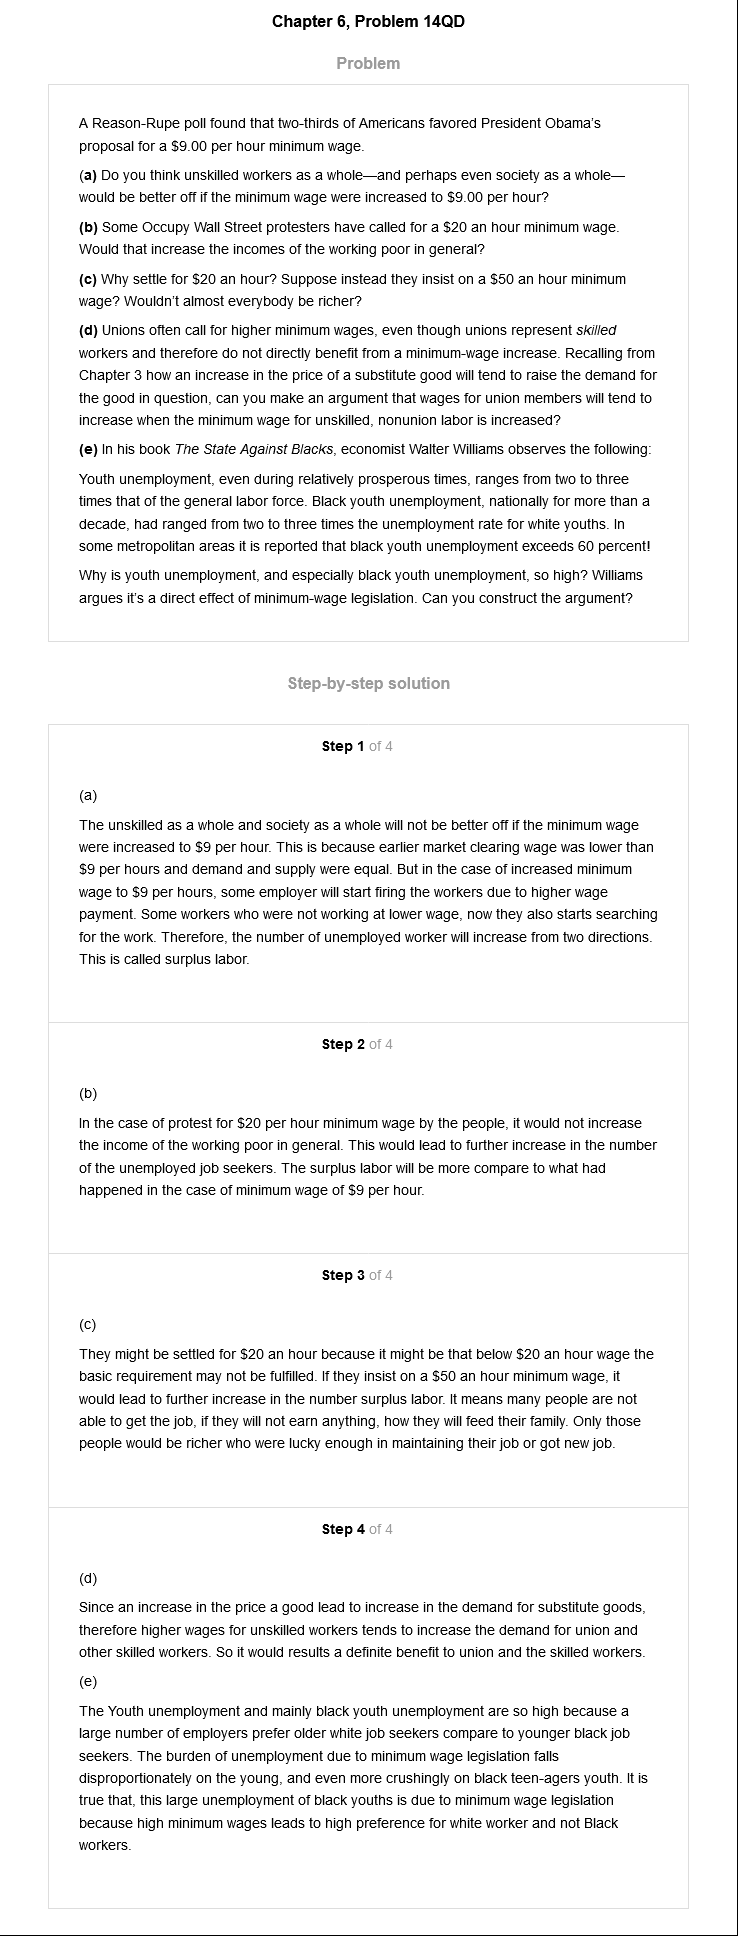 Chapter 6, Problem 14QD
Problem
A Reason-Rupe poll found that two-thirds of Americans favored President Obama's
proposal for a $9.00 per hour minimum wage.
(a) Do you think unskilled workers as a whole—and perhaps even society as a whole—
would be better off if the minimum wage were increased to $9.00 per hour?
(b) Some Occupy Wall Street protesters have called for a $20 an hour minimum wage.
Would that increase the incomes of the working poor in general?
(c) Why settle for $20 an hour? Suppose instead they insist on a $50 an hour minimum
wage? Wouldn't almost everybody be richer?
(d) Unions often call for higher minimum wages, even though unions represent skilled
workers and therefore do not directly benefit from a minimum-wage increase. Recalling from
Chapter 3 how an increase in the price of a substitute good will tend to raise the demand for
the good in question, can you make an argument that wages for union members will tend to
increase when the minimum wage for unskilled, nonunion labor is increased?
(e) In his book The State Against Blacks, economist Walter Williams observes the following:
Youth unemployment, even during relatively prosperous times, ranges from two to three
times that of the general labor force. Black youth unemployment, nationally for more than a
decade, had ranged from two to three times the unemployment rate for white youths. In
some metropolitan areas it is reported that black youth unemployment exceeds 60 percent!
Why is youth unemployment, and especially black youth unemployment, so high? Williams
argues it's a direct effect of minimum-wage legislation. Can you construct the argument?
Step-by-step solution
Step 1 of 4
(a)
The unskilled as a whole and society as a whole will not be better off if the minimum wage
were increased to $9 per hour. This is because earlier market clearing wage was lower than
$9 per hours and demand and supply were equal. But in the case of increased minimum
wage to $9 per hours, some employer will start firing the workers due to higher wage
payment. Some workers who were not working at lower wage, now they also starts searching
for the work. Therefore, the number of unemployed worker will increase from two directions.
This is called surplus labor.
Step 2 of 4
(b)
In the case of protest for $20 per hour minimum wage by the people, it would not increase
the income of the working poor in general. This would lead to further increase in the number
of the unemployed job seekers. The surplus labor will be more compare to what had
happened in the case of minimum wage of $9 per hour.
Step 3 of 4
(c)
They might be settled for $20 an hour because it might be that below $20 an hour wage the
basic requirement may not be fulfilled. If they insist on a $50 an hour minimum wage, it
would lead to further increase in the number surplus labor. It means many people are not
able to get the job, if they will not earn anything, how they will feed their family. Only those
people would be richer who were lucky enough in maintaining their job or got new job.
Step 4 of 4
(d)
Since an increase in the price a good lead to increase in the demand for substitute goods,
therefore higher wages for unskilled workers tends to increase the demand for union and
other skilled workers. So it would results a definite benefit to union and the skilled workers.
(e)
The Youth unemployment and mainly black youth unemployment are so high because a
large number of employers prefer older white job seekers compare to younger black job
seekers. The burden of unemployment due to minimum wage legislation falls
disproportionately on the young, and even more crushingly on black teen-agers youth. It is
true that, this large unemployment of black youths is due to minimum wage legislation
because high minimum wages leads to high preference for white worker and not Black
workers.